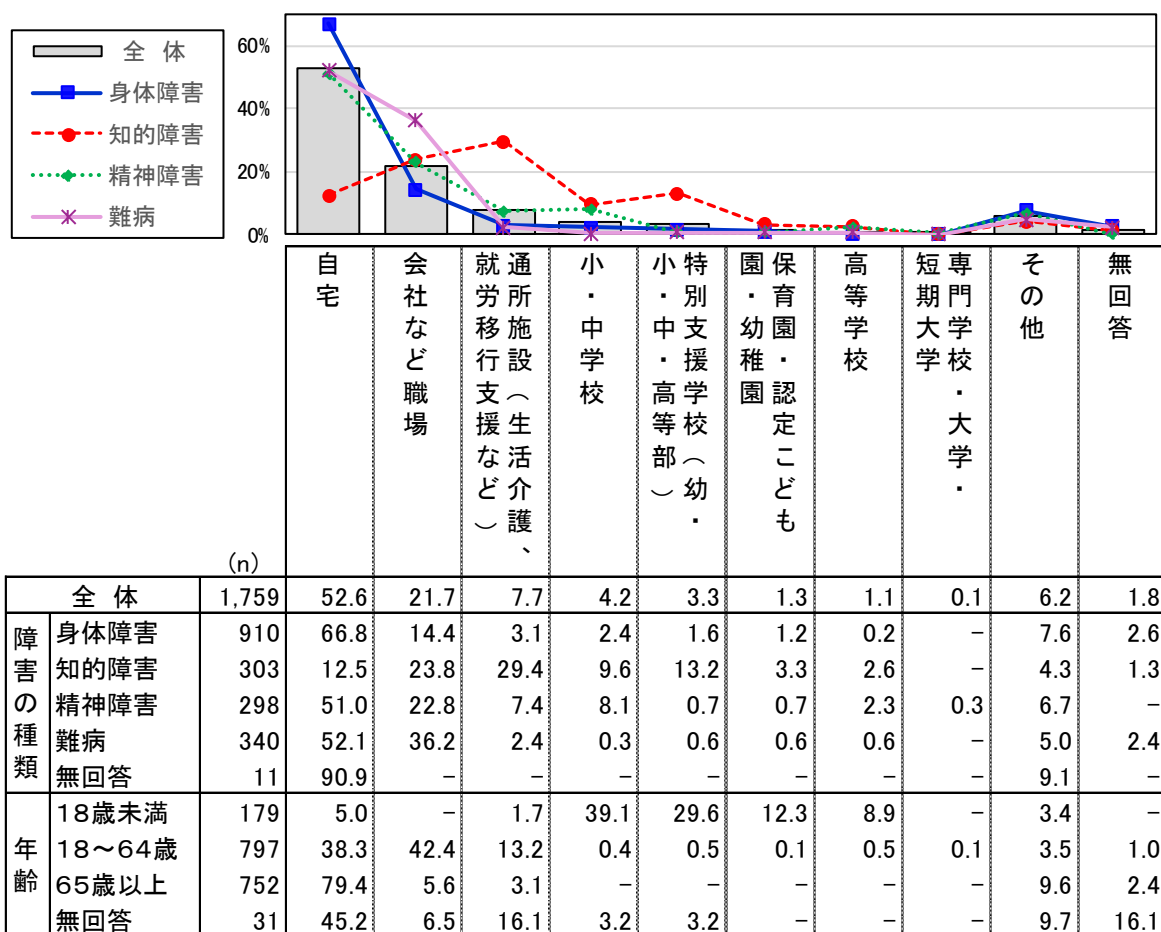 全 体
身体障害
知的障害
精神障害
難病
60%
40%
20%
0%
自宅
会社など職場
通所施設（生活介護、
就労移行支援など）
小・中学校
特別支援学校（幼・
小・中・高等部）
保育園・認定こども
園・幼稚園
高等学校
専門学校・大学・
短期大学
その他
無回答
(n)
全 体 1,759 52.6 21.7 7.7 4.2 3.3 1.3 1.1 0.1 6.2 1.8
障害の種類
身体障害 910 66.8 14.4 3.1 2.4 1.6 1.2 0.2 － 7.6 2.6
知的障害 303 12.5 23.8 29.4 9.6 13.2 3.3 2.6 － 4.3 1.3
精神障害 298 51.0 22.8 7.4 8.1 0.7 0.7 2.3 0.3 6.7 －
難病 340 52.1 36.2 2.4 0.3 0.6 0.6 0.6 － 5.0 2.4
無回答 11 90.9 － － － － － － － 9.1 －
年齢
18歳未満 179 5.0 － 1.7 39.1 29.6 12.3 8.9 － 3.4 －
18～64歳 797 38.3 42.4 13.2 0.4 0.5 0.1 0.5 0.1 3.5 1.0
65歳以上 752 79.4 5.6 3.1 － － － － － 9.6 2.4
無回答 31 45.2 6.5 16.1 3.2 3.2 － － － 9.7 16.1